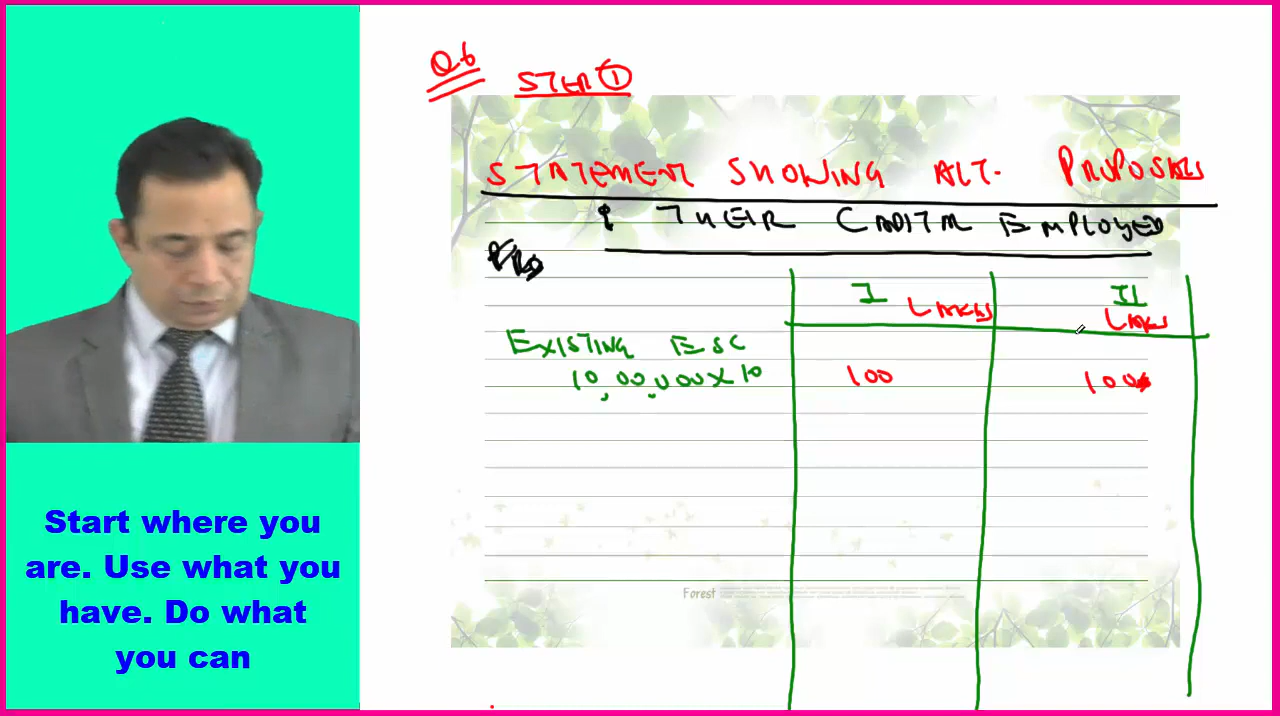 Start where you
are. Use what you
have. Do what
you can
Q6
STEP ①
STATEMENT SHOWING ALT. PROPOSALS
& THEIR CAPITAL EMPLOYED
I II
LAKHS LAKHS
EXISTING ESC
10,00,000 X 10 100 100
Forest